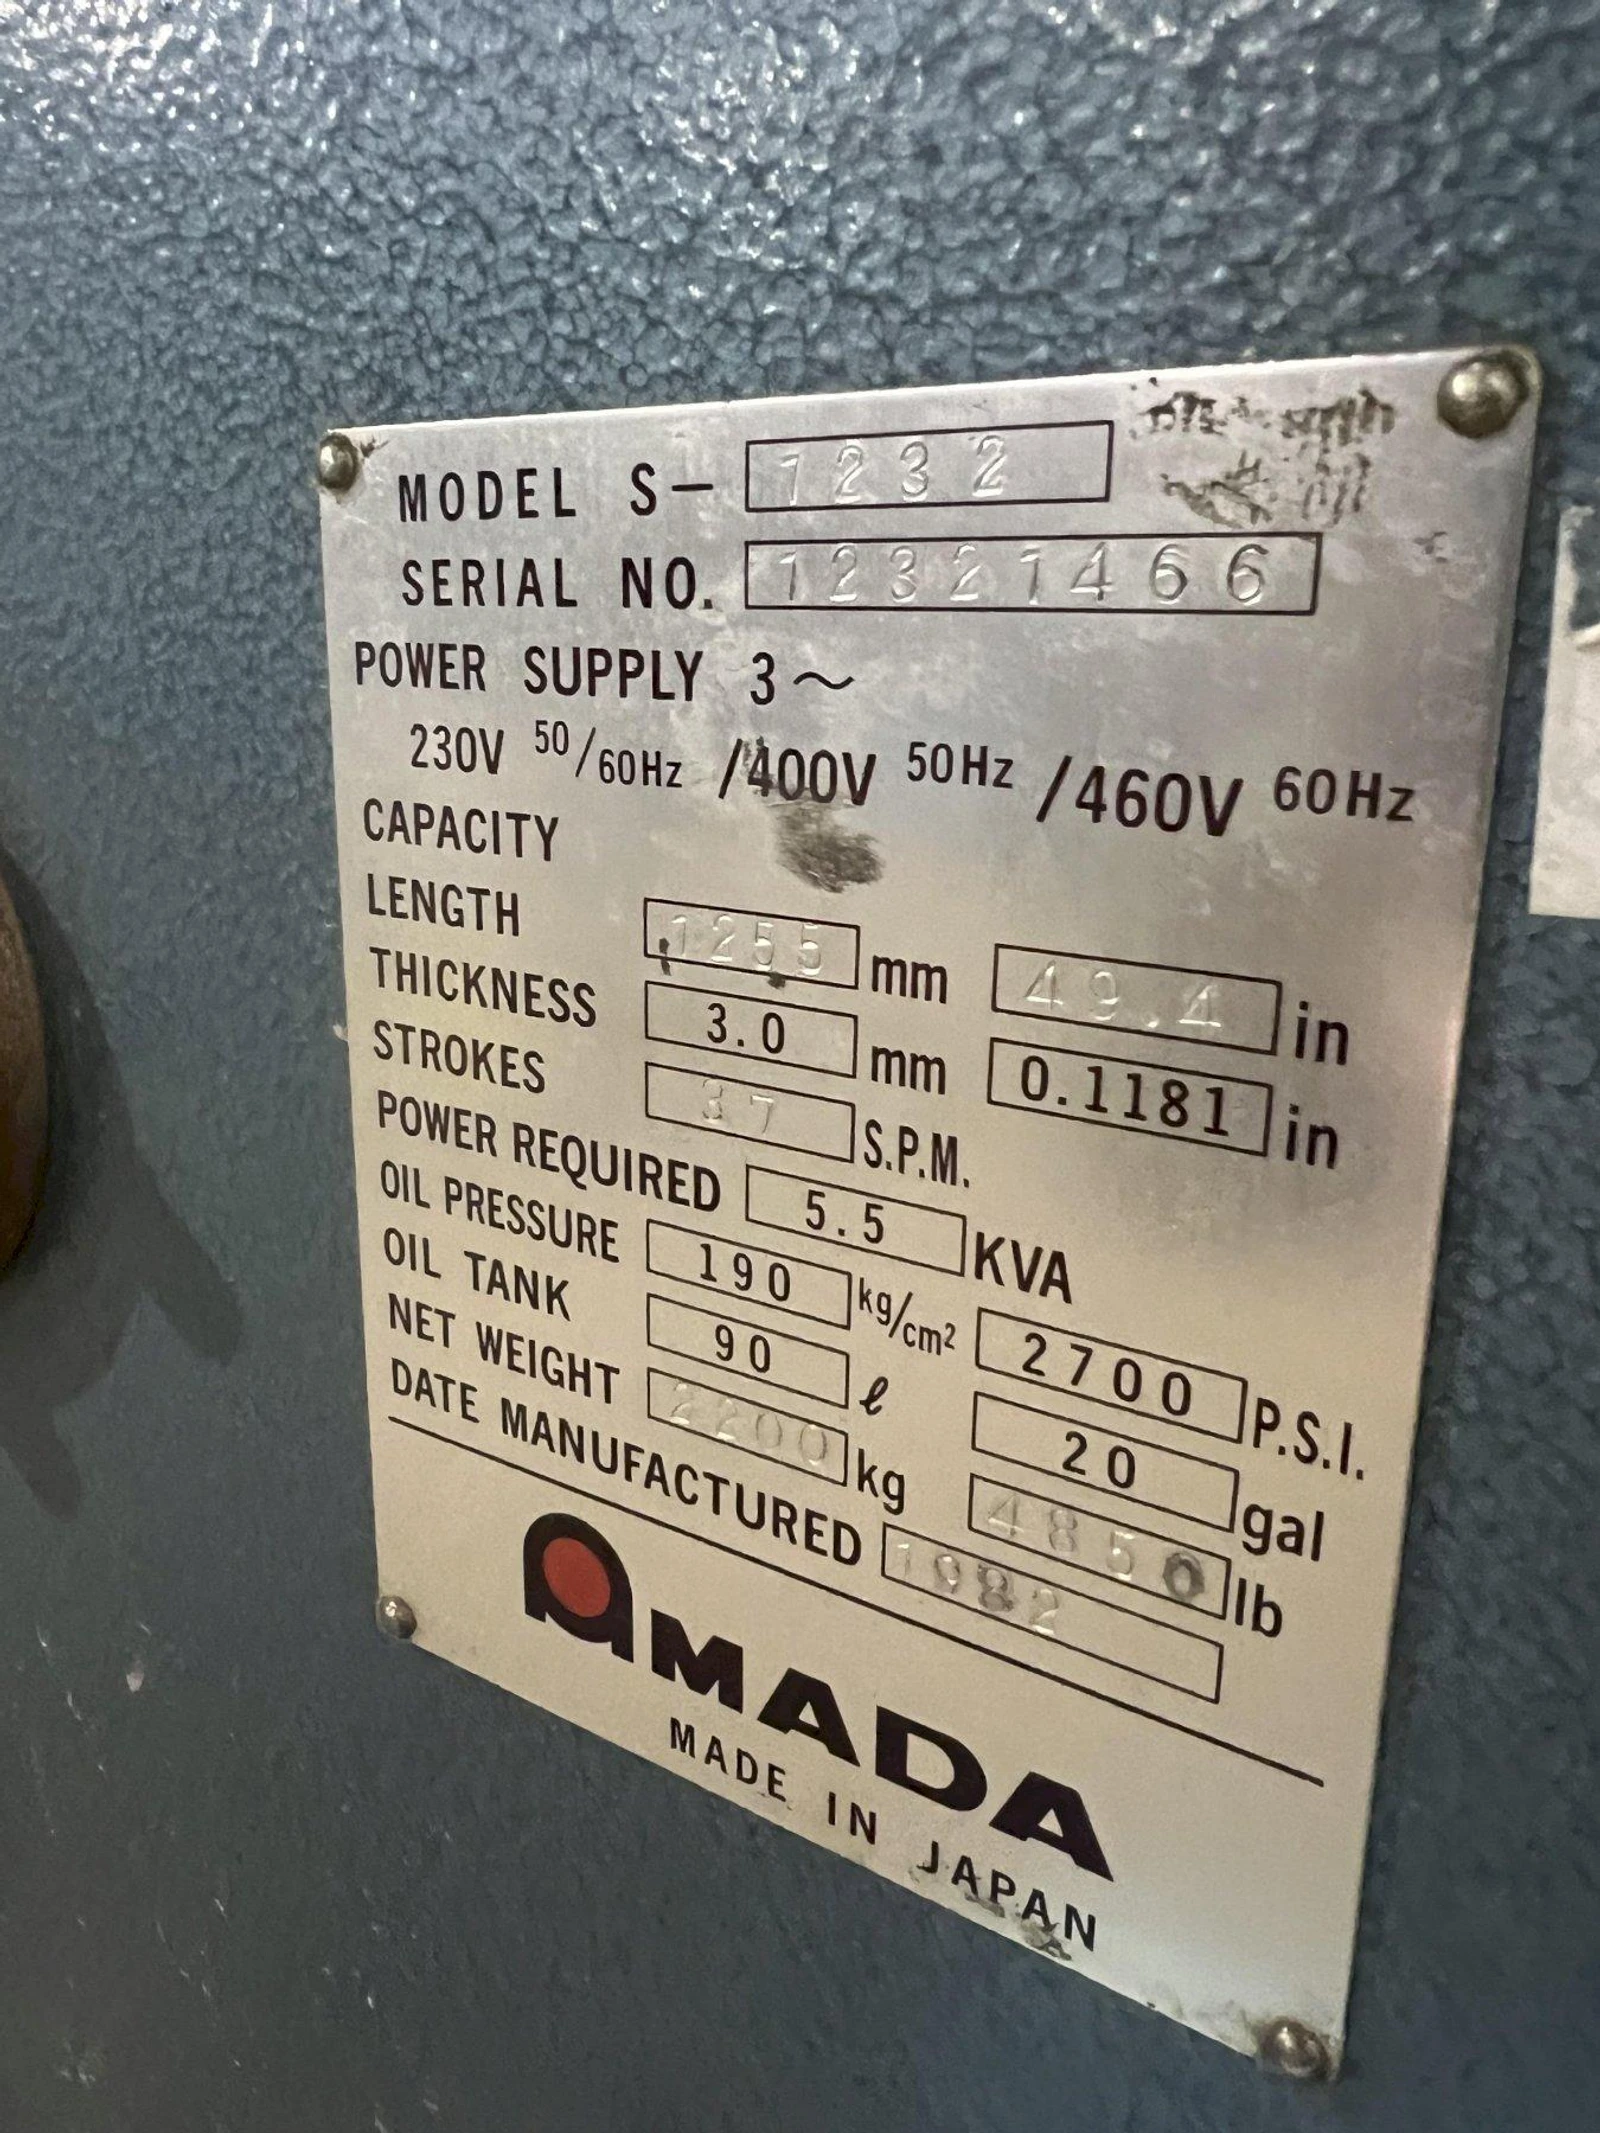 MODEL S- 1232
SERIAL NO. 12321466
POWER SUPPLY 3~
230V 50/60Hz /400V 50Hz /460V 60Hz
CAPACITY
LENGTH 1255 mm 49.4 in
THICKNESS 3.0 mm 0.1181 in
STROKES 37 S.P.M.
POWER REQUIRED 5.5 KVA
OIL PRESSURE 190 kg/cm² 2700 P.S.I.
OIL TANK 90 ℓ 20 gal
NET WEIGHT 2200 kg 4850 lb
DATE MANUFACTURED 1982
AMADA
MADE IN JAPAN